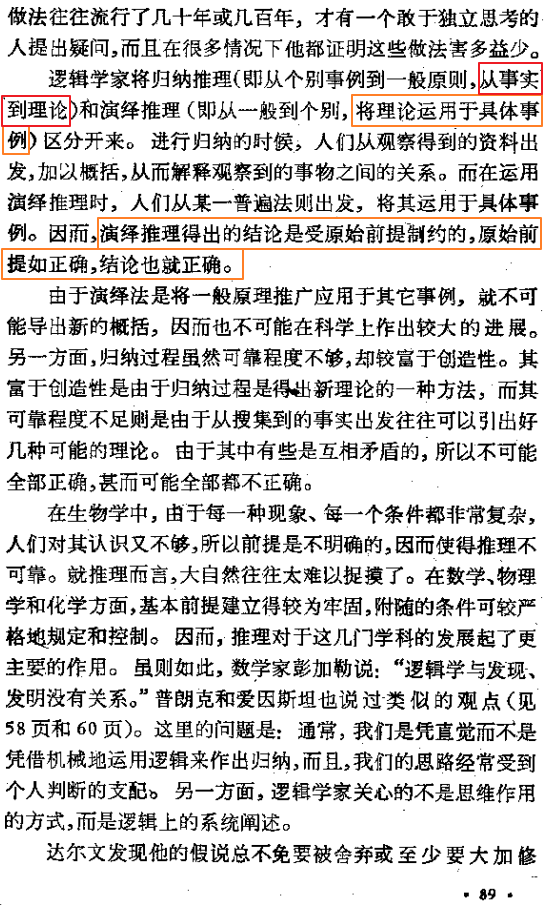 做法往往流行了几十年或几百年，才有一个敢于独立思考的
人提出疑问,而且在很多情况下他都证明这些做法害多益少。
逻辑学家将归纳推理(即从个别事例到一般原则,从事实
到理论)和演绎推理(即从一般到个别,将理论运用于具体事
例)区分开来。进行归纳的时候，人们从观察得到的资料出
发,加以概括,从而解释观察到的事物之间的关系。而在运用
演绎推理时，人们从某一普遍法则出发，将其运用于具体事
例。因而,演绎推理得出的结论是受原始前提制约的,原始前
提如正确,结论也就正确。
由于演绎法是将一般原理推广应用于其它事例，就不可
能导出新的概括，因而也不可能在科学上作出较大的进展。
另一方面,归纳过程虽然可靠程度不够,却较富于创造性。其
富于创造性是由于归纳过程是得出新理论的一种方法，而其
可靠程度不足则是由于从搜集到的事实出发往往可以引出好
几种可能的理论。由于其中有些是互相矛盾的,所以不可能
全部正确,甚而可能全部都不正确。
在生物学中，由于每一种现象、每一个条件都非常复杂，
人们对其认识又不够,所以前提是不明确的,因而使得推理不
可靠。就推理而言,大自然往往太难以捉摸了。在数学、物理
学和化学方面,基本前提建立得较为牢固,附随的条件可较严
格地规定和控制。因而,推理对于这几门学科的发展起了更
主要的作用。虽则如此,数学家彭加勒说：“逻辑学与发现、
发明没有关系。”普朗克和爱因斯坦也说过类似的观点(见
58页和60页)。这里的问题是：通常,我们是凭直觉而不是
凭借机械地运用逻辑来作出归纳,而且,我们的思路经常受到
个人判断的支配。另一方面,逻辑学家关心的不是思维作用
的方式,而是逻辑上的系统阐述。
达尔文发现他的假说总不免要被舍弃或至少要大加修
· 89 ·